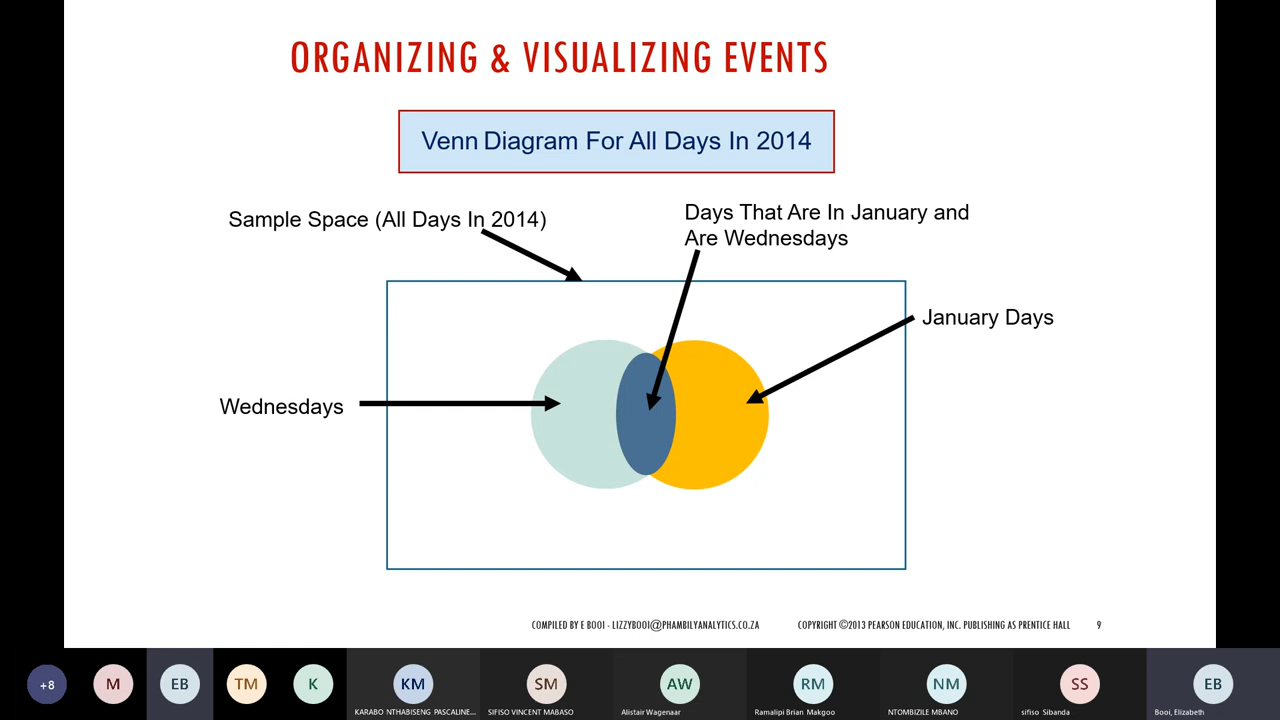 ORGANIZING & VISUALIZING EVENTS
Venn Diagram For All Days In 2014
Sample Space (All Days In 2014)
Days That Are In January and
Are Wednesdays
January Days
Wednesdays
COMPILED BY E BOOI - LIZZYBOOI@PHAMBILYANALYTICS.CO.ZA
COPYRIGHT ©2013 PEARSON EDUCATION, INC. PUBLISHING AS PRENTICE HALL
9
+8
M
EB
TM
K
KM
SM
AW
RM
NM
SS
EB
KARABO NTHABISENG PASCALINE...
SIFISO VINCENT MABASO
Alistair Wagenaar
Ramalipi Brian Makgoo
NTOMBIZILE MBANO
sifiso Sibanda
Booi, Elizabeth